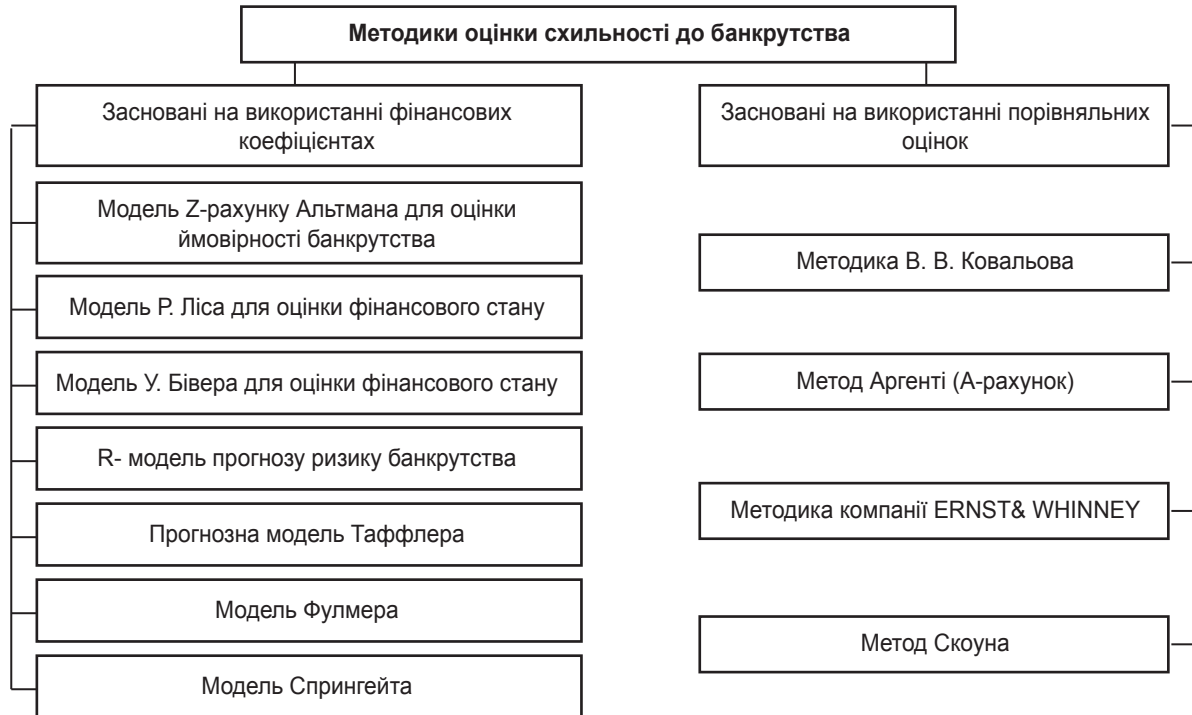 Методики оцінки схильності до банкрутства
Засновані на використанні фінансових
коефіцієнтах
Модель Z-рахунку Альтмана для оцінки
ймовірності банкрутства
Модель Р. Ліса для оцінки фінансового стану
Модель У. Бівера для оцінки фінансового стану
R- модель прогнозу ризику банкрутства
Прогнозна модель Таффлера
Модель Фулмера
Модель Спрингейта
Засновані на використанні порівняльних
оцінок
Методика В. В. Ковальова
Метод Аргенті (А-рахунок)
Методика компанії ERNST& WHINNEY
Метод Скоуна